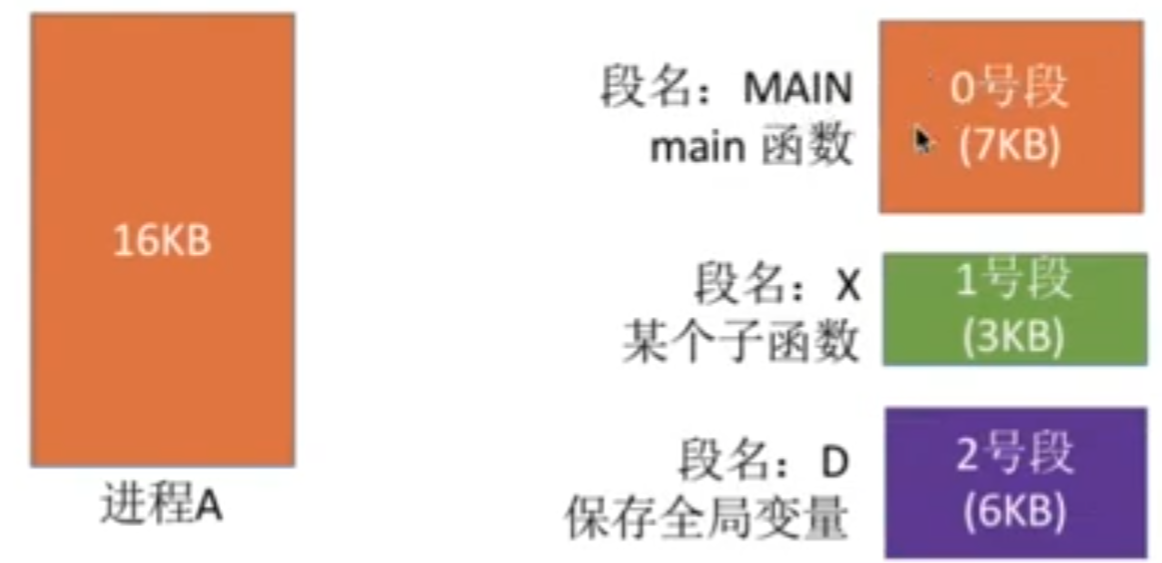 16KB
进程A
段名：MAIN
main 函数
0号段
(7KB)
段名：X
某个子函数
1号段
(3KB)
段名：D
保存全局变量
2号段
(6KB)